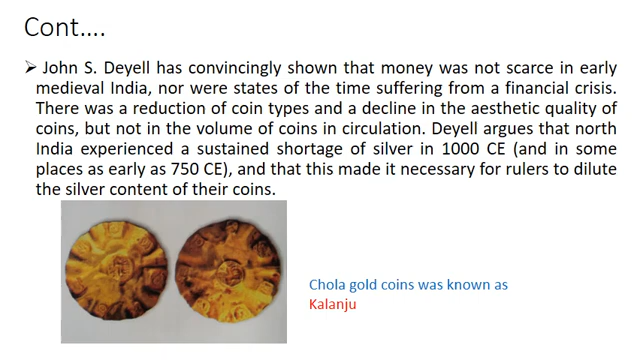 Cont….
➢ John S. Deyell has convincingly shown that money was not scarce in early
medieval India, nor were states of the time suffering from a financial crisis.
There was a reduction of coin types and a decline in the aesthetic quality of
coins, but not in the volume of coins in circulation. Deyell argues that north
India experienced a sustained shortage of silver in 1000 CE (and in some
places as early as 750 CE), and that this made it necessary for rulers to dilute
the silver content of their coins.
Chola gold coins was known as
Kalanju